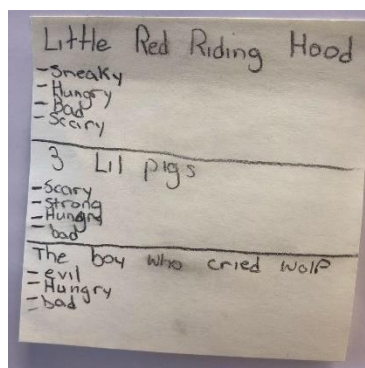 Little Red Riding Hood
-Sneaky
-Hungry
-Bad
-Scary
3 Lil pigs
-Scary
-Strong
-Hungry
-bad
The boy who cried Wolf
-evil
-Hungry
-bad